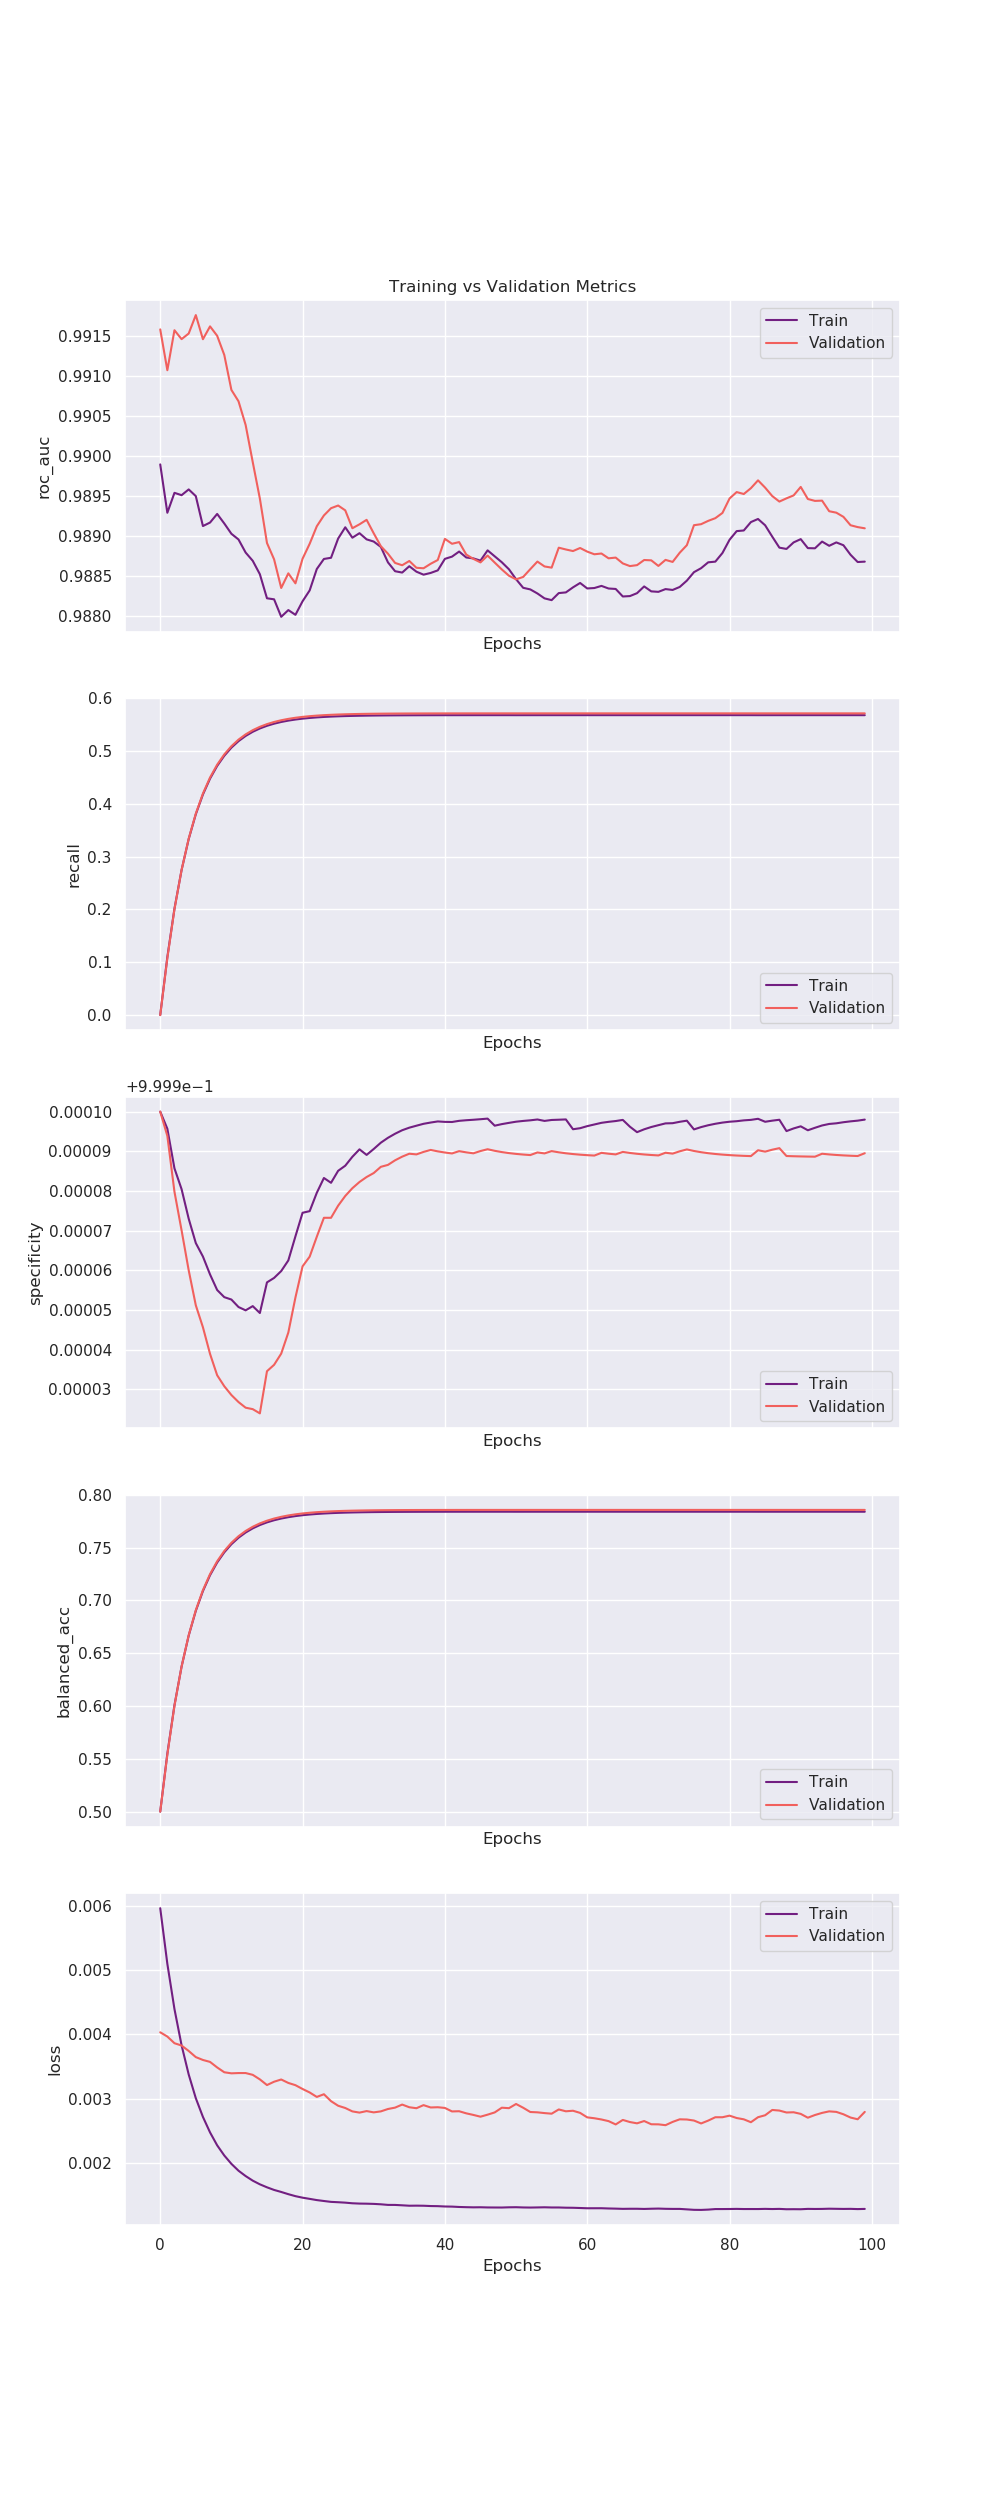 Training vs Validation Metrics
Train
Validation
0.9915
0.9910
0.9905
0.9900
0.9895
0.9890
0.9885
0.9880
roc_auc
Epochs
0.6
0.5
0.4
0.3
0.2
0.1
0.0
recall
Train
Validation
Epochs
+9.999e−1
0.00010
0.00009
0.00008
0.00007
0.00006
0.00005
0.00004
0.00003
specificity
Train
Validation
Epochs
0.80
0.75
0.70
0.65
0.60
0.55
0.50
balanced_acc
Train
Validation
Epochs
0.006
0.005
0.004
0.003
0.002
loss
Train
Validation
0 20 40 60 80 100
Epochs